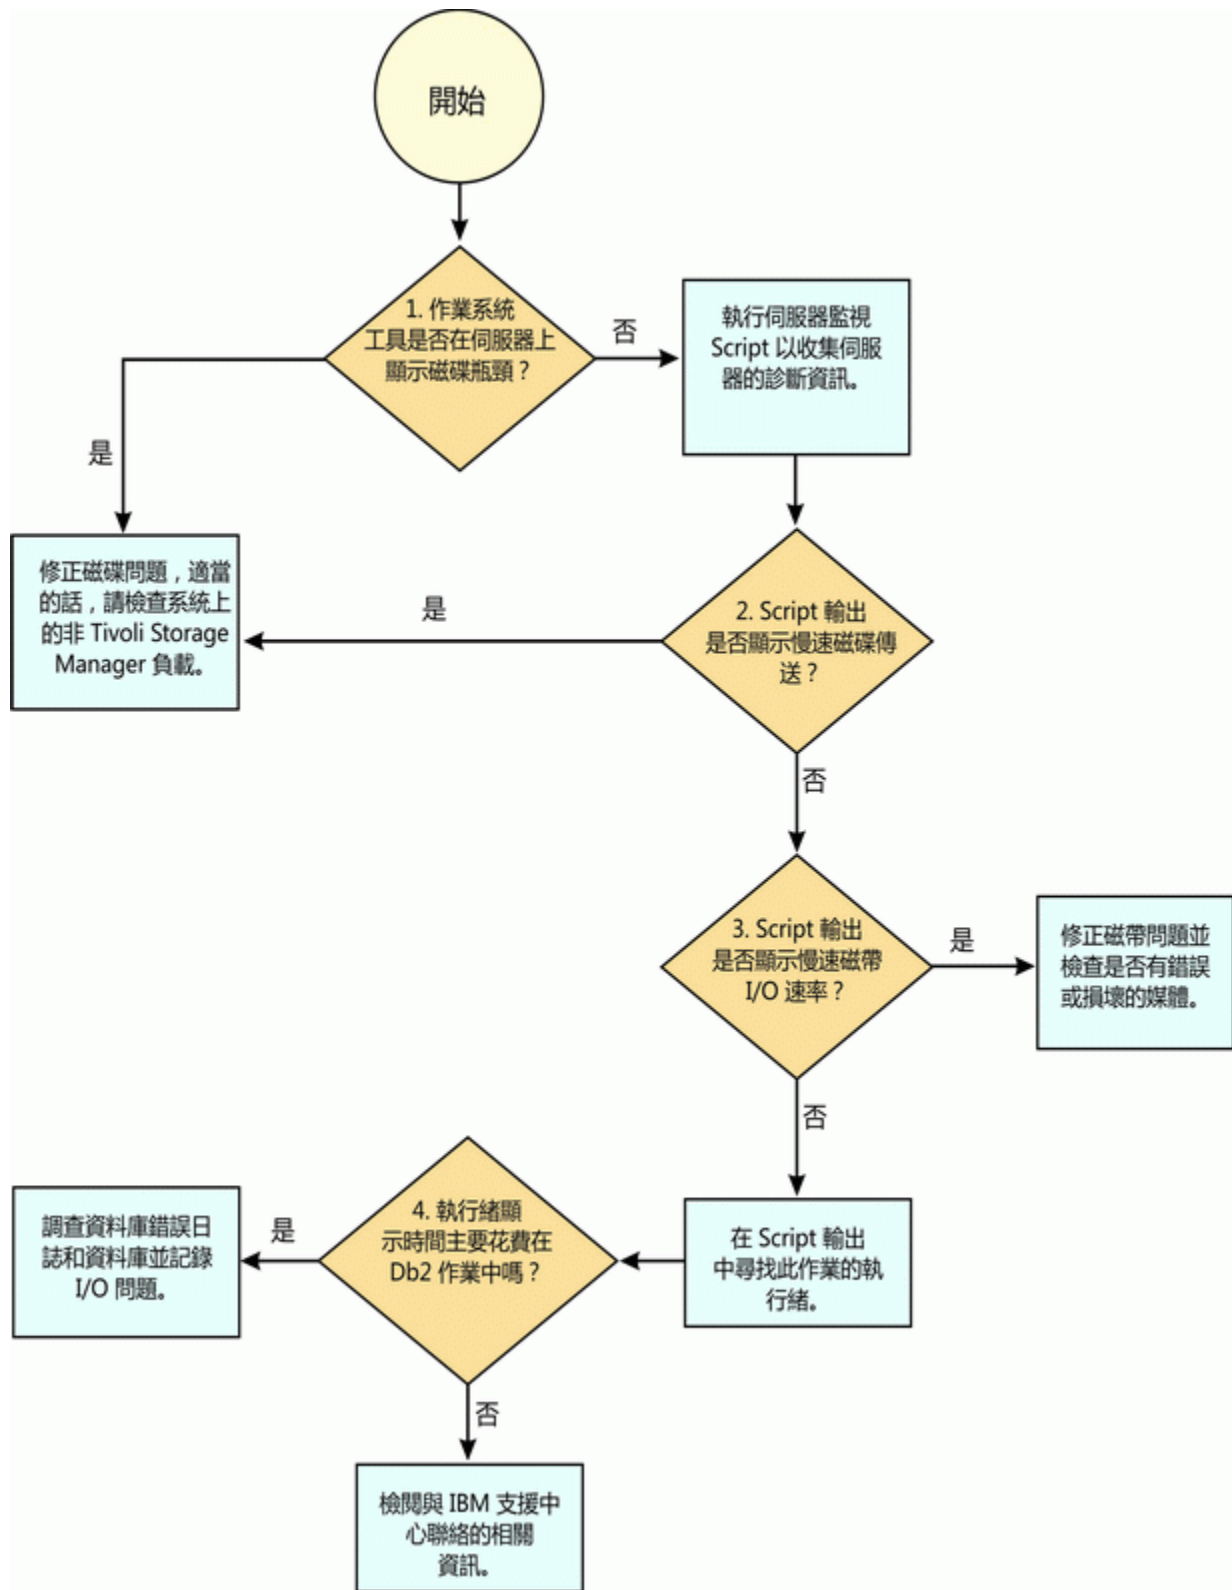 開始
1. 作業系統
工具是否在伺服器上
顯示磁碟瓶頸？
否
執行伺服器監視
Script 以收集伺服
器的診斷資訊。
是
修正磁碟問題，適當
的話，請檢查系統上
的非 Tivoli Storage
Manager 負載。
是
2. Script 輸出
是否顯示慢速磁碟傳
送？
否
3. Script 輸出
是否顯示慢速磁帶
I/O 速率？
是
修正磁帶問題並
檢查是否有錯誤
或損壞的媒體。
否
在 Script 輸出
中尋找此作業的執
行緒。
4. 執行緒顯
示時間主要花費在
Db2 作業中嗎？
是
調查資料庫錯誤日
誌和資料庫並記錄
I/O 問題。
否
檢閱與 IBM 支援中
心聯絡的相關
資訊。